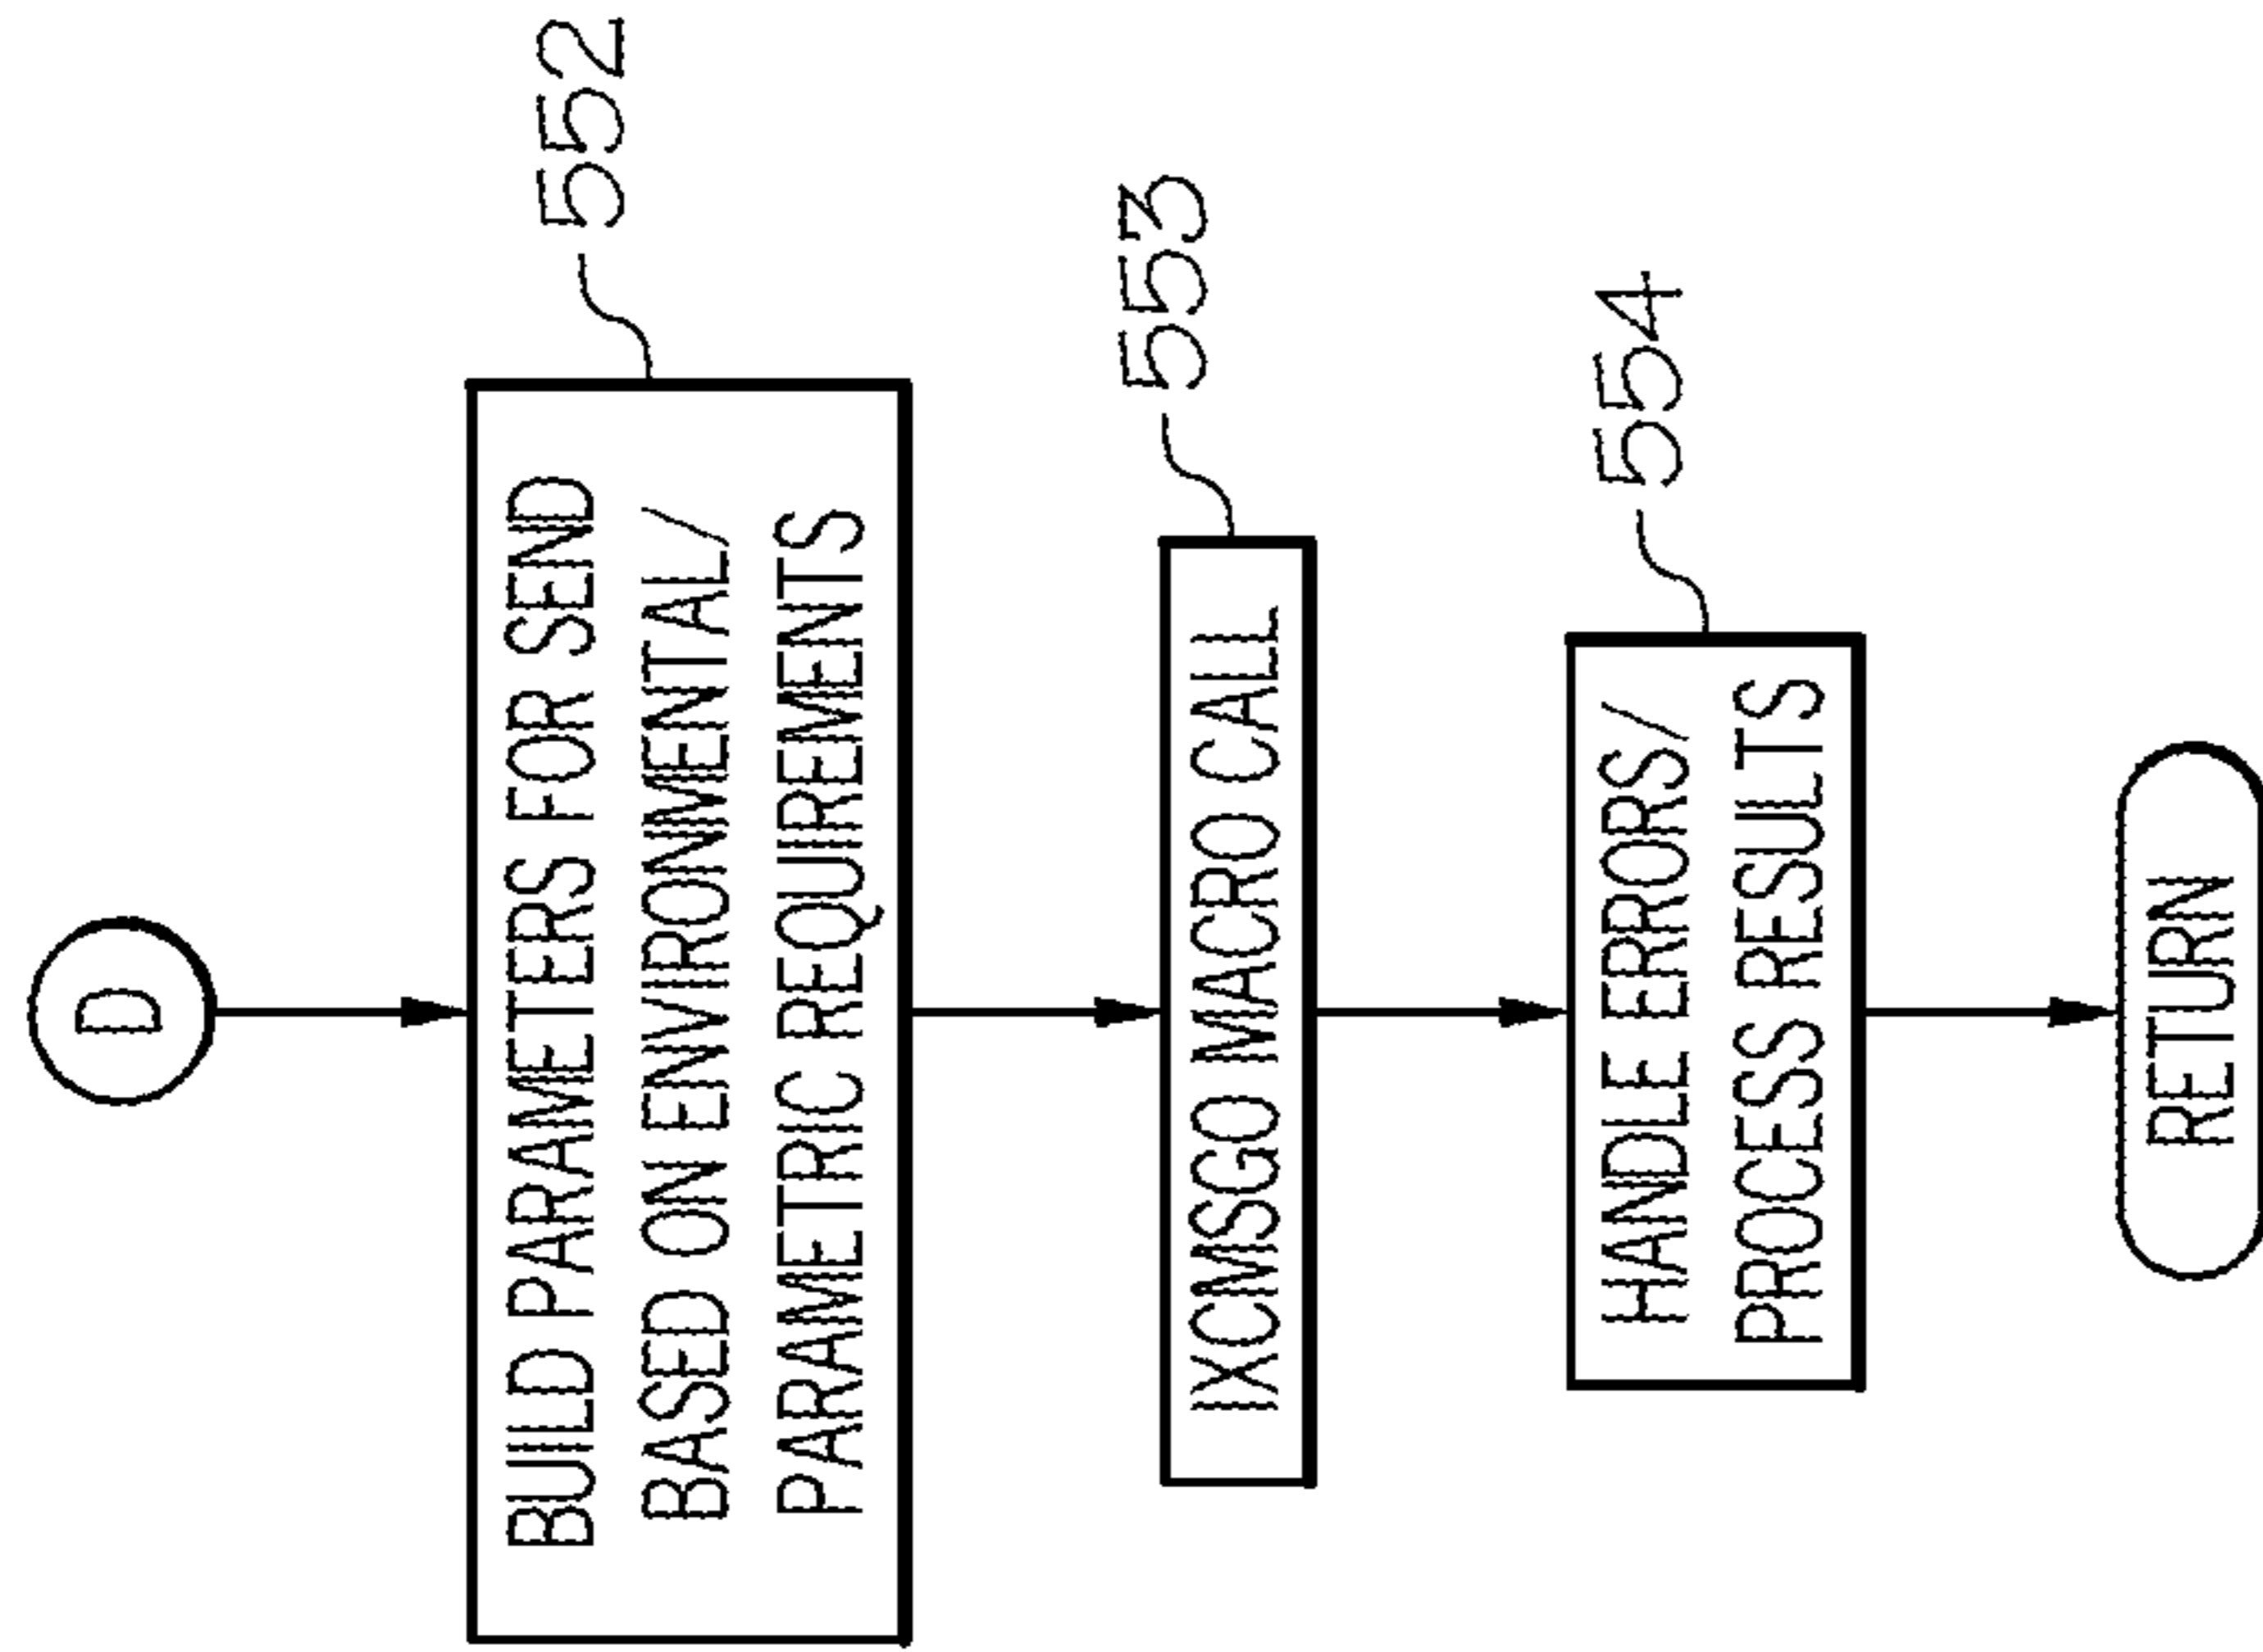 D
BUILD PARAMETERS FOR SEND
BASED ON ENVIRONMENTAL/
PARAMETRIC REQUIREMENTS
552
IXCMSGO MACRO CALL
553
HANDLE ERRORS/
PROCESS RESULTS
554
RETURN